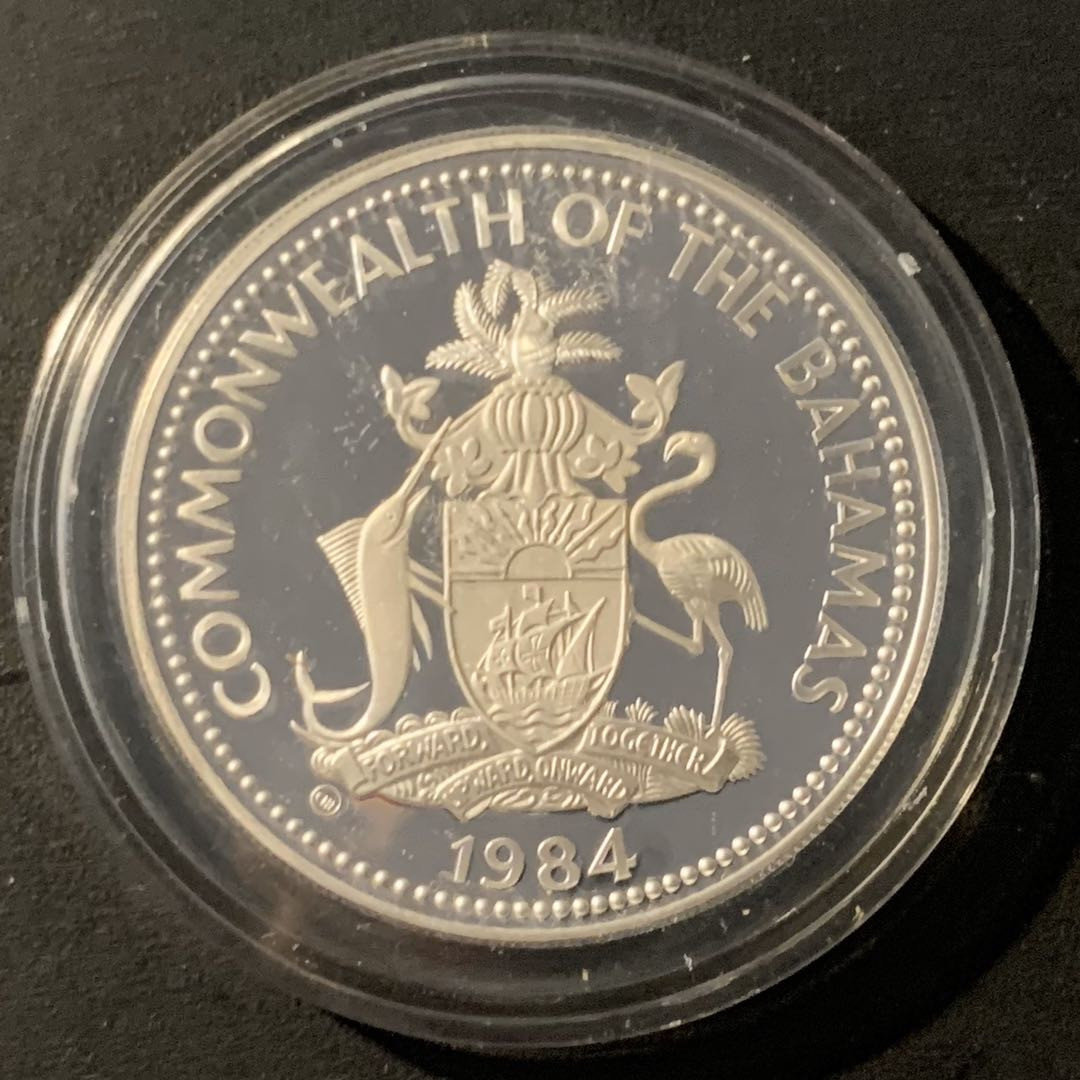 COMMONWEALTH OF THE BAHAMAS
FORWARD, UPWARD, ONWARD TOGETHER
1984